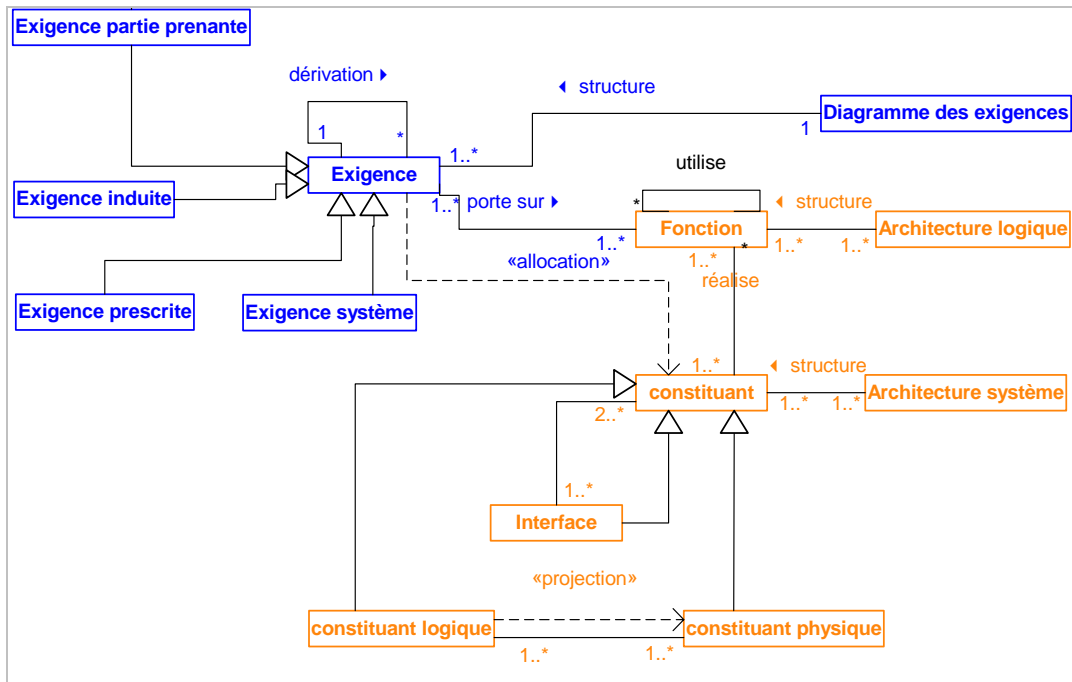 Exigence partie prenante
dérivation
structure
Diagramme des exigences
1
1
*
1..*
utilise
Exigence
Exigence induite
1..*
porte sur
*
structure
Fonction
Architecture logique
1..*
1..*
*
1..*
1..*
«allocation»
réalise
Exigence prescrite
Exigence système
1..*
structure
constituant
Architecture système
2..*
1..*
1..*
1..*
Interface
«projection»
constituant logique
constituant physique
1..*
1..*